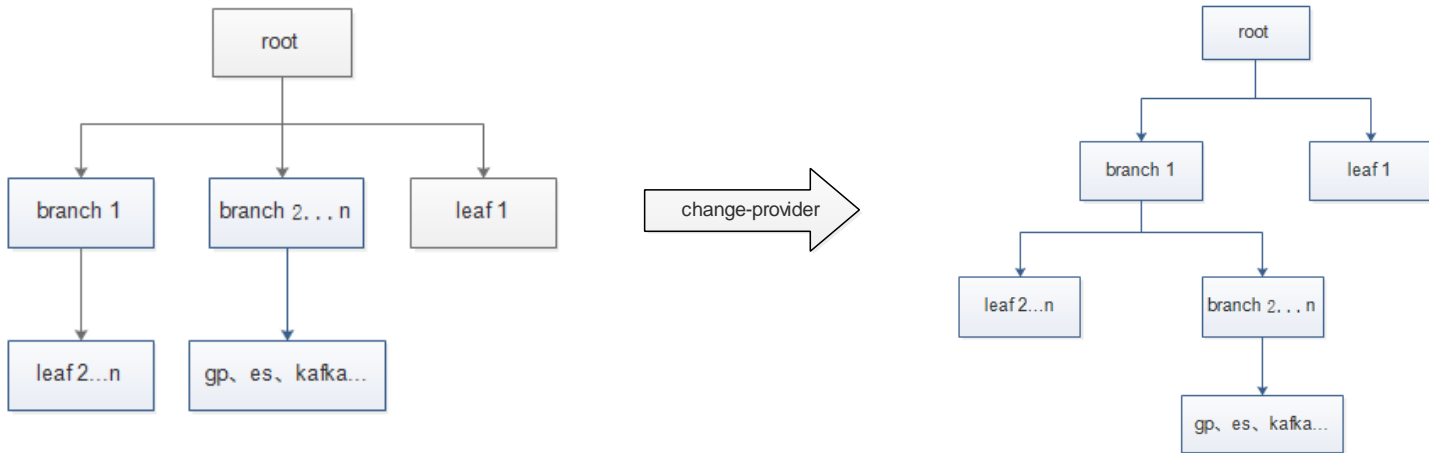 root
branch 1
branch 2...n
leaf 1
leaf 2...n
gp、es、kafka...
change-provider
root
branch 1
leaf 1
leaf 2...n
branch 2...n
gp、es、kafka...